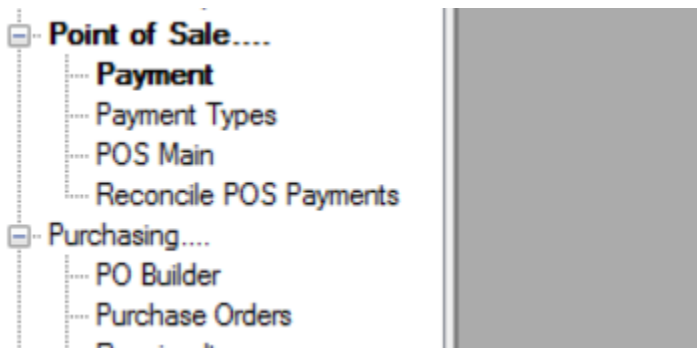 Point of Sale....
Payment
Payment Types
POS Main
Reconcile POS Payments
Purchasing....
PO Builder
Purchase Orders